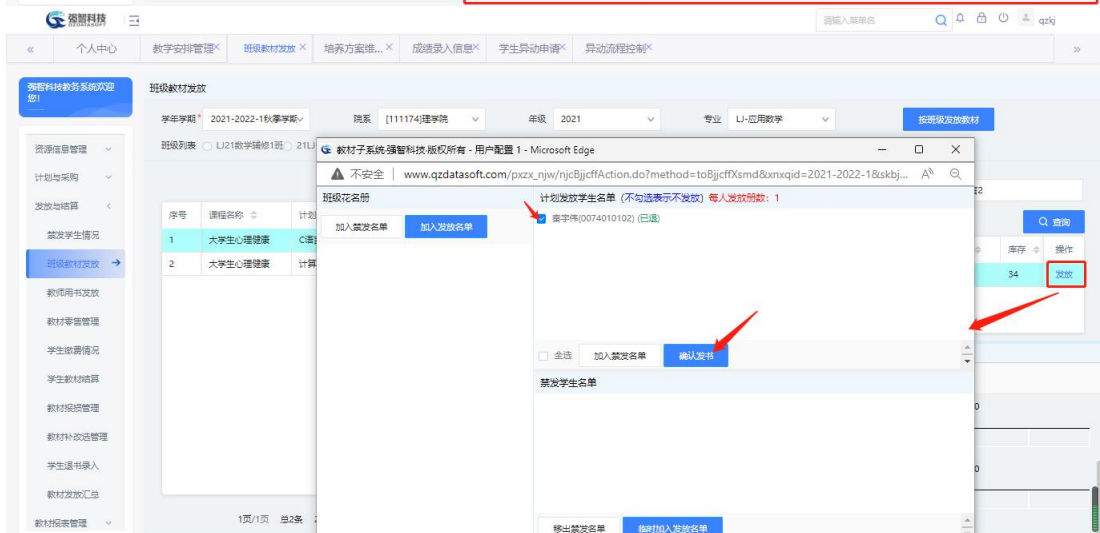 强智科技
QZDATASOFT
请输入菜单名
qzkj
«
个人中心
教学安排管理×
班级教材发放 ×
培养方案维... ×
成绩录入信息×
学生异动申请×
异动流程控制×
»
强智科技教务系统欢迎
您!
资源信息管理
计划与采购
发放与结算
禁发学生情况
班级教材发放
教师用书发放
教材零售管理
学生缴费情况
学生教材结算
教材报损管理
教材补改选管理
学生退书录入
教材发放汇总
教材报表管理
班级教材发放
学年学期* 2021-2022-1秋季学期
院系 [111174]理学院
年级 2021
专业 LJ-应用数学
按班级发放教材
班级列表 LJ21数学辅修1班 21LJ
查询
序号 课程名称 计划
1 大学生心理健康 C语言
2 大学生心理健康 计算
库存 操作
34 发放
1页/1页 总2条
教材子系统-强智科技-版权所有 - 用户配置 1 - Microsoft Edge
不安全 | www.qzdatasoft.com/pxzx_njw/njcBjjcffAction.do?method=toBjjcffXsmd&xnxqid=2021-2022-1&skbj...
班级花名册
加入禁发名单
加入发放名单
计划发放学生名单 (不勾选表示不发放) 每人发放册数：1
秦宇伟(0074010102) (已退)
全选
加入禁发名单
确认发书
禁发学生名单
移出禁发名单
临时加入发放名单